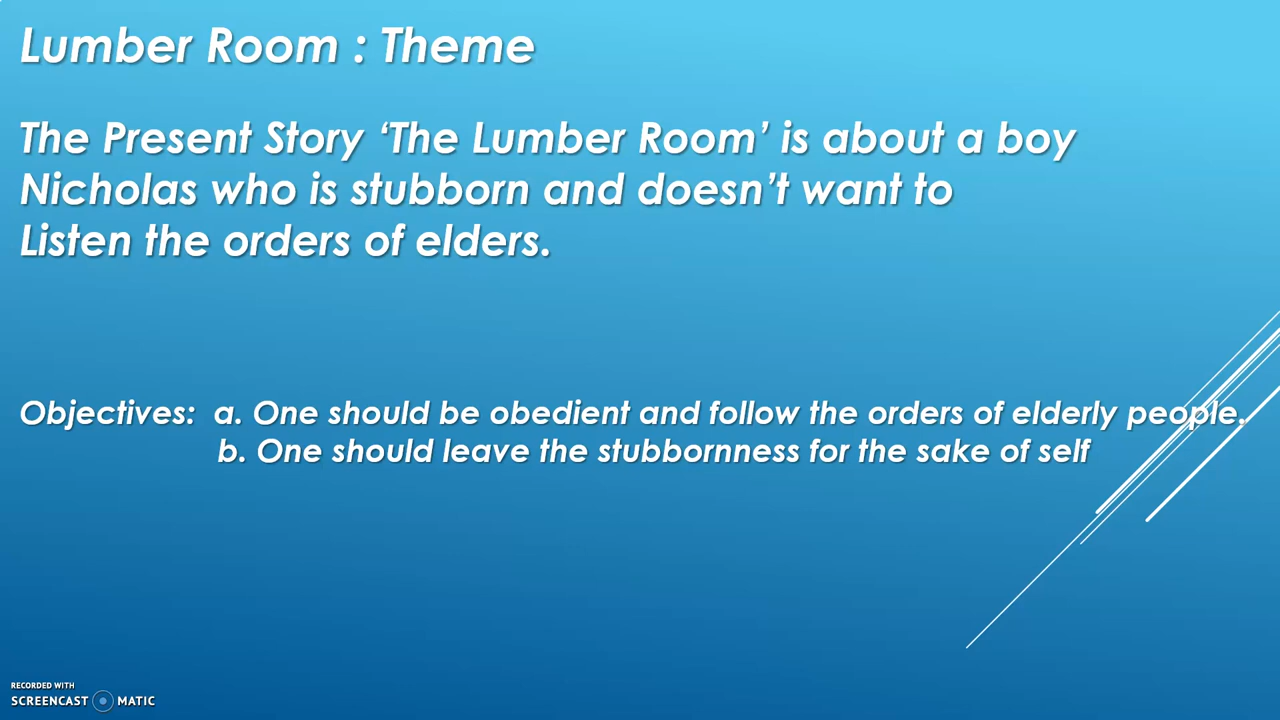 Lumber Room : Theme
The Present Story ‘The Lumber Room’ is about a boy
Nicholas who is stubborn and doesn’t want to
Listen the orders of elders.
Objectives: a. One should be obedient and follow the orders of elderly people.
b. One should leave the stubbornness for the sake of self
RECORDED WITH
SCREENCAST MATIC